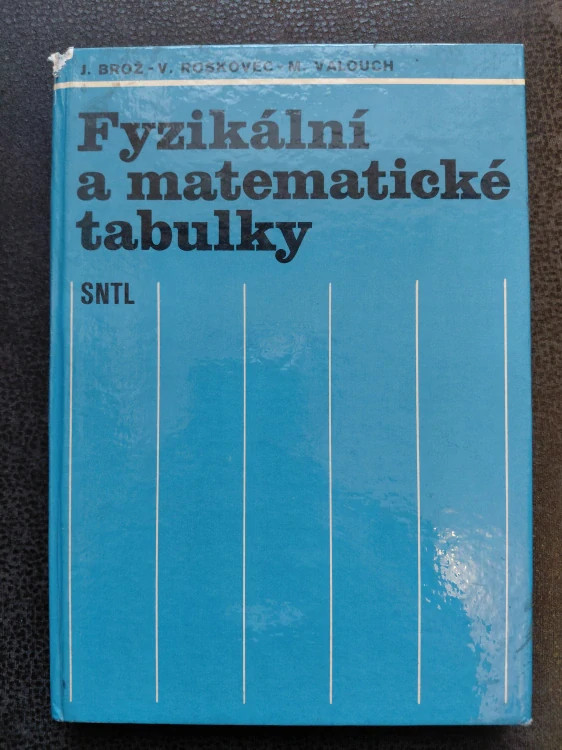 J. BROŽ - V. ROSKOVEC - M. VALOUCH
Fyzikální
a matematické
tabulky
SNTL